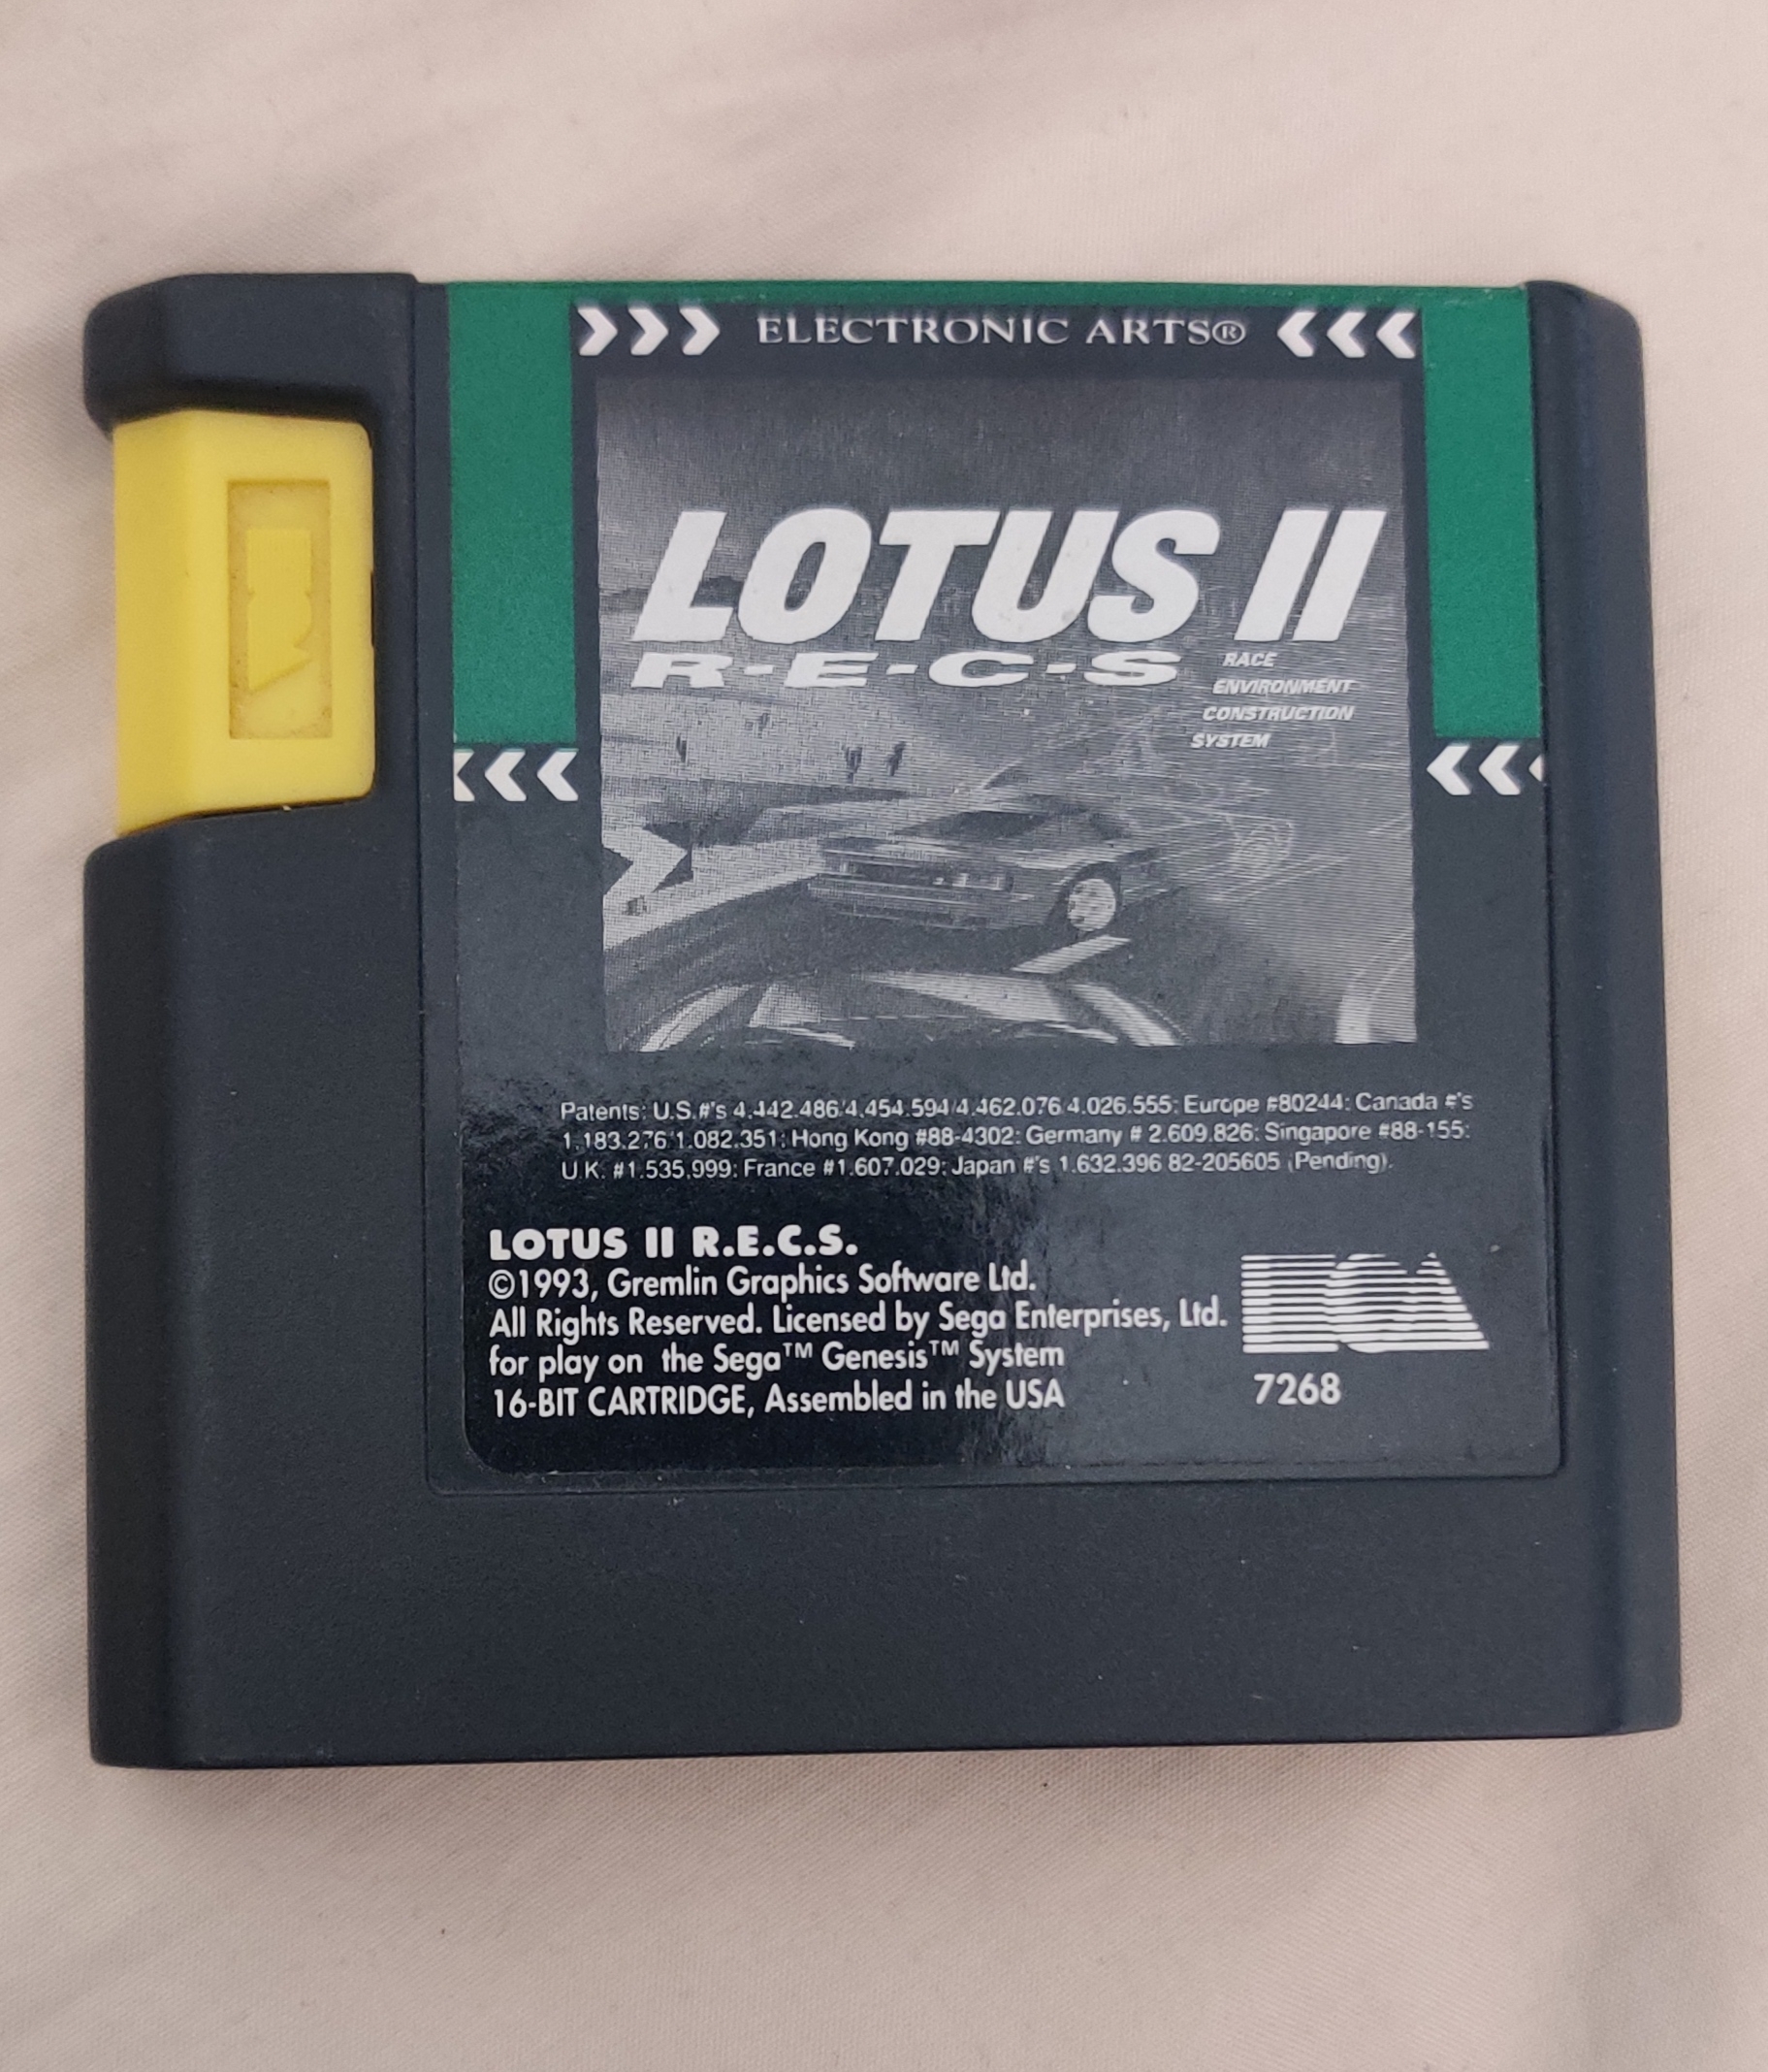 ELECTRONIC ARTS®
LOTUS II
R-E-C-S
RACE
ENVIRONMENT
CONSTRUCTION
SYSTEM
Patents: U.S.#'s 4.442.486/4,454.594/4.462.076 4.026.555: Europe #80244: Canada #'s
1.183.276 1.082.351: Hong Kong #88-4302: Germany # 2.609.826: Singapore #88-155:
U.K. #1.535,999: France #1.607.029: Japan #'s 1.632.396 82-205605 (Pending).
LOTUS II R.E.C.S.
©1993, Gremlin Graphics Software Ltd.
All Rights Reserved. Licensed by Sega Enterprises, Ltd.
for play on the Sega™ Genesis™ System
16-BIT CARTRIDGE, Assembled in the USA
EA
7268